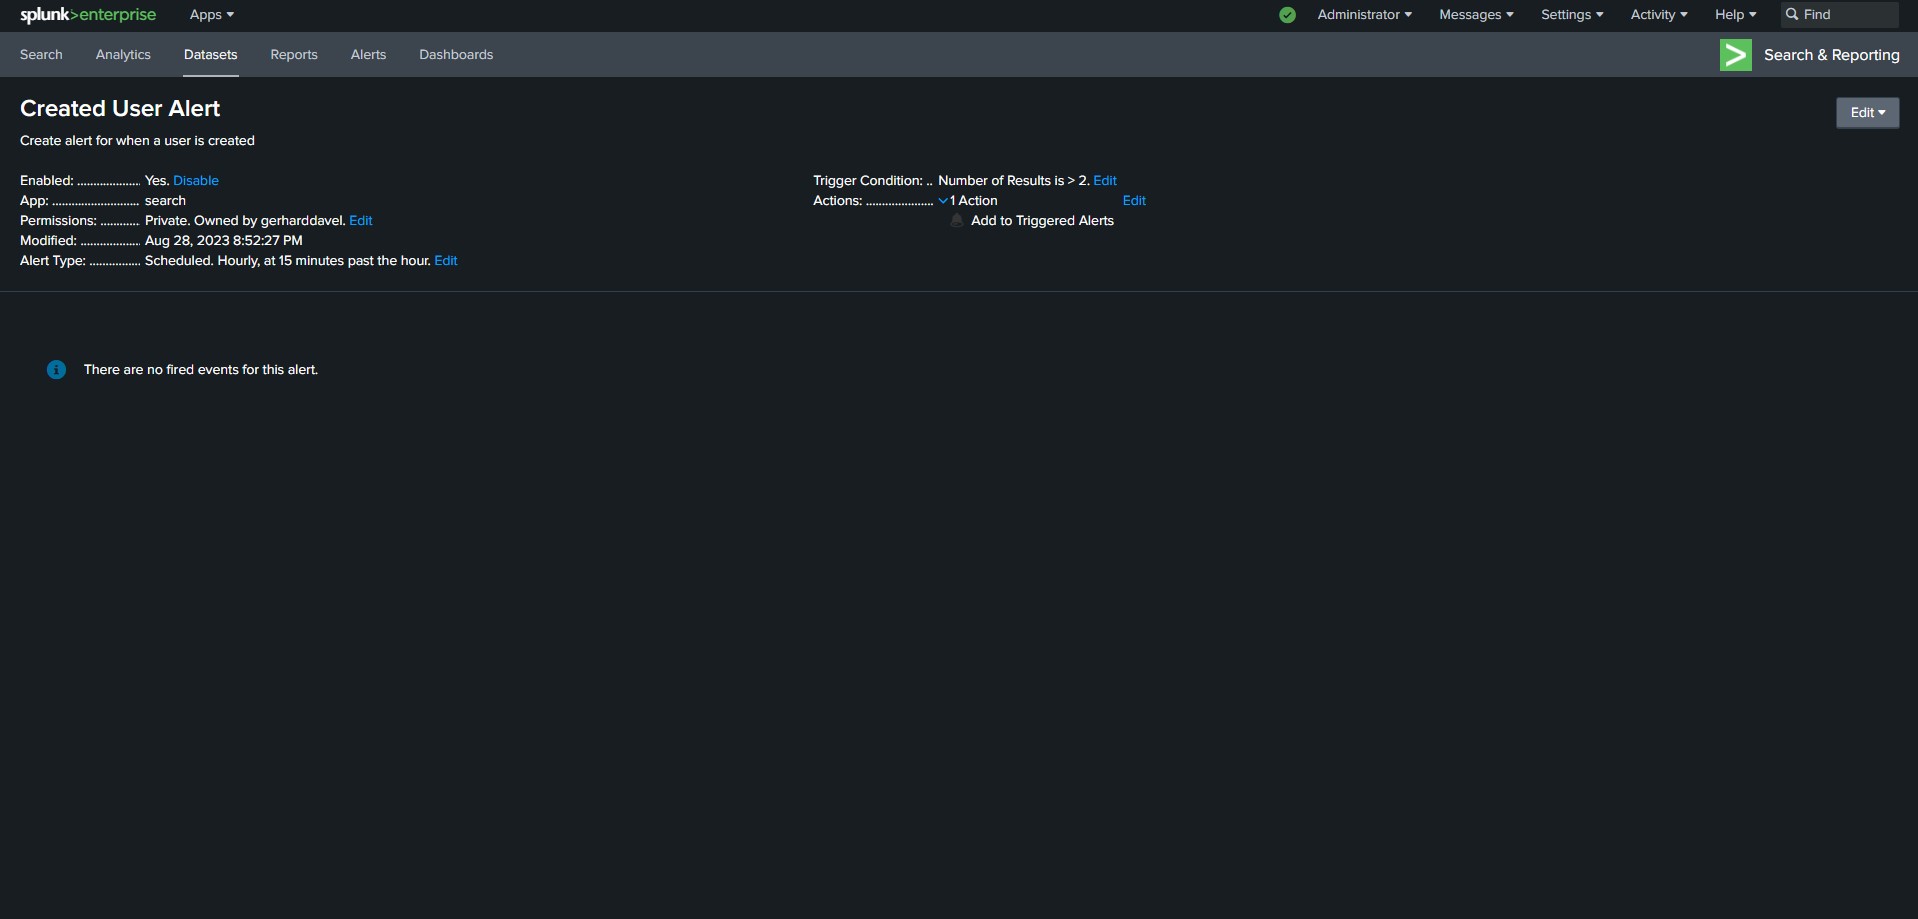 splunk>enterprise Apps Administrator Messages Settings Activity Help Find
Search Analytics Datasets Reports Alerts Dashboards Search & Reporting
Created User Alert
Edit
Create alert for when a user is created
Enabled: ................... Yes. Disable
App: ........................... search
Permissions: ............ Private. Owned by gerharddavel. Edit
Modified: .................. Aug 28, 2023 8:52:27 PM
Alert Type: ................ Scheduled. Hourly, at 15 minutes past the hour. Edit
Trigger Condition: .. Number of Results is > 2. Edit
Actions: ..................... 1 Action Edit
Add to Triggered Alerts
There are no fired events for this alert.